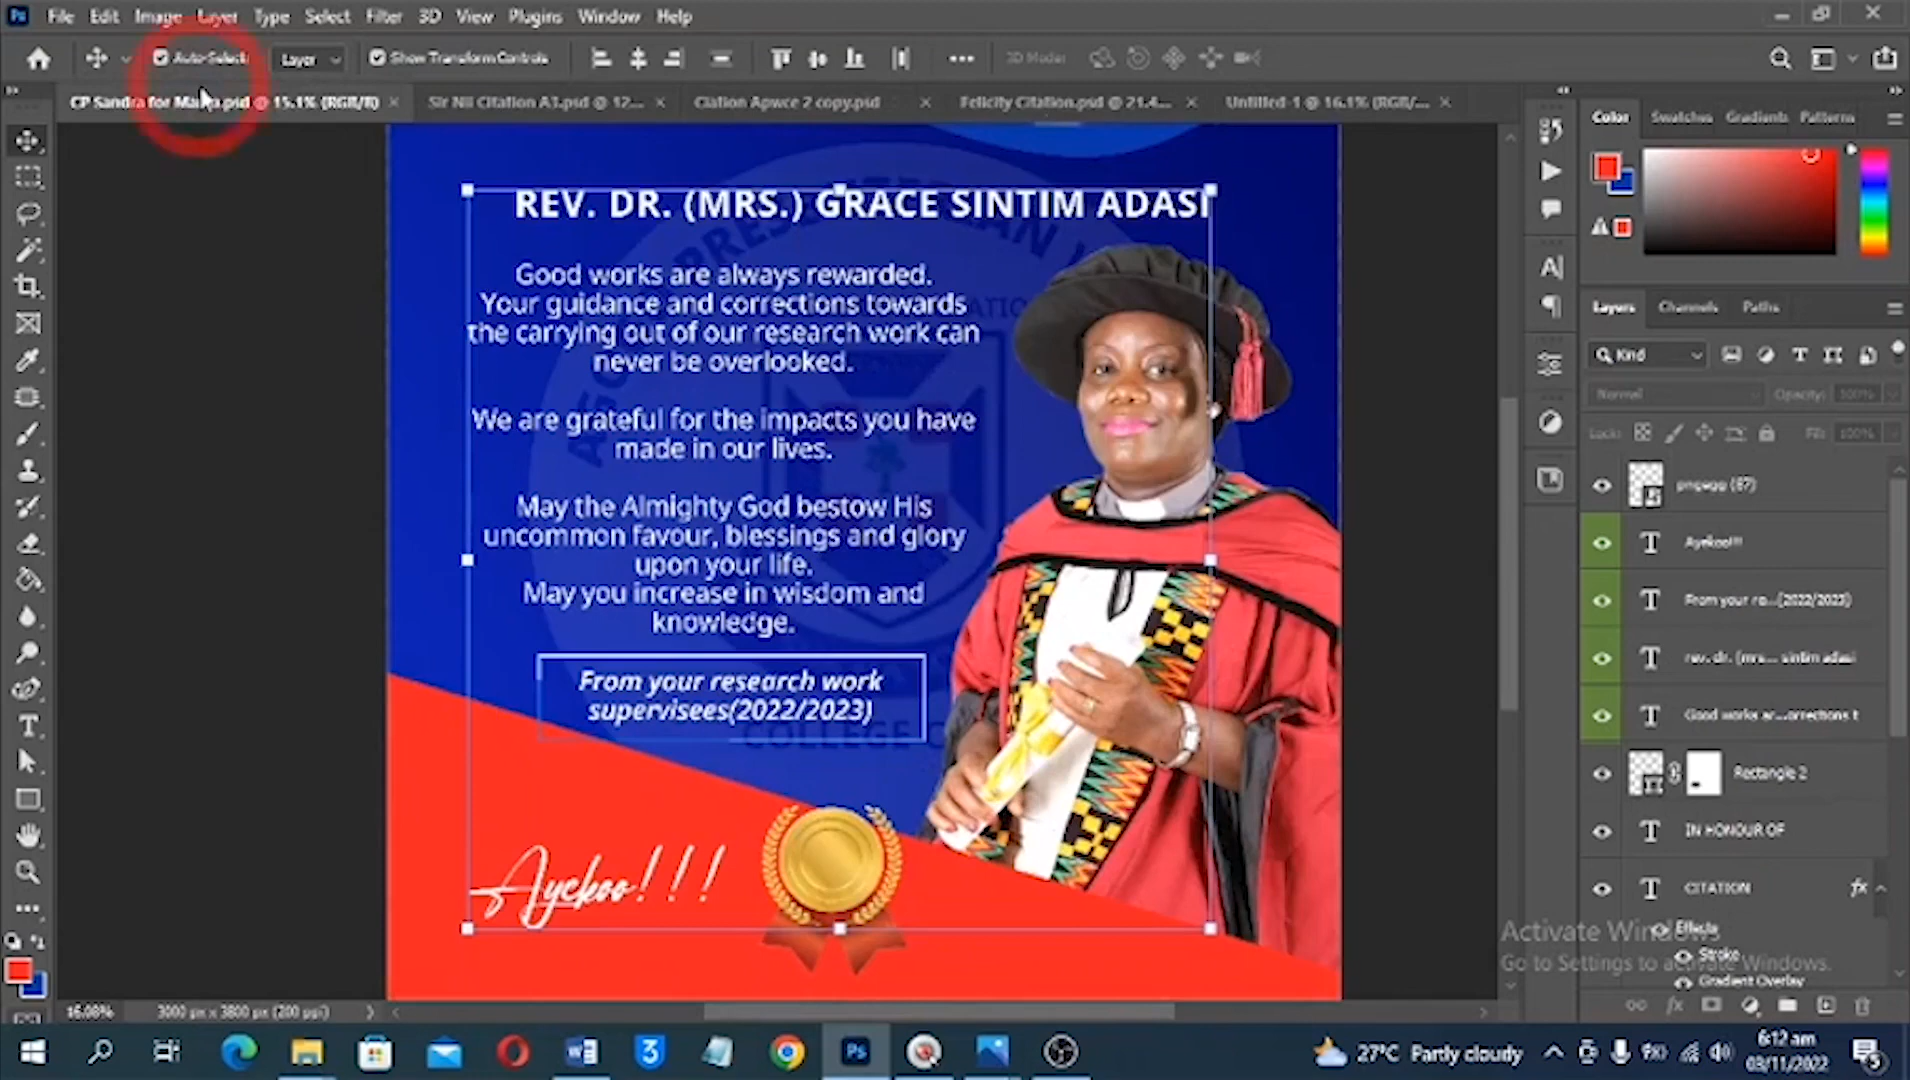 File Edit Image Layer Type Select Filter 3D View Plugins Window Help
Auto-Select: Layer Show Transform Controls 3D Mode:
CP Sandra for Mama.psd @ 15.1% (RGB/8) Sir Nii Citation A3.psd @ 12... Ciation Apwce 2 copy.psd Felicity Citation.psd @ 21.4... Untitled-1 @ 16.1% (RGB/...
Color Swatches Gradients Patterns
REV. DR. (MRS.) GRACE SINTIM ADASI
Good works are always rewarded.
Your guidance and corrections towards
the carrying out of our research work can
never be overlooked.
We are grateful for the impacts you have
made in our lives.
May the Almighty God bestow His
uncommon favour, blessings and glory
upon your life.
May you increase in wisdom and
knowledge.
From your research work
supervisees(2022/2023)
Ayekoo!!!
COLLEGE
Layers Channels Paths
Kind
Normal Opacity: 100%
Lock: Fill: 100%
pngegg (67)
T Ayekoo!!!
T From your re...(2022/2023)
T rev. dr. (mrs.... sintim adasi
T Good works ar...orrections t
Rectangle 2
T IN HONOUR OF
T CITATION fx
Effects
Stroke
Gradient Overlay
Activate Windows
Go to Settings to activate Windows.
16.08% 3000 px x 3800 px (200 ppi)
27°C Partly cloudy
6:12 am
03/11/2022
5